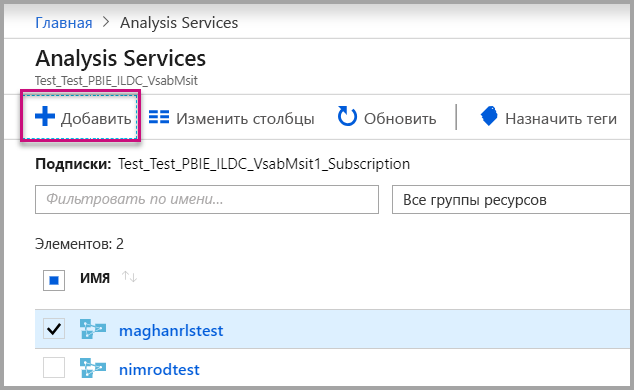 Главная > Analysis Services
Analysis Services
Test_Test_PBIE_ILDC_VsabMsit
Добавить Изменить столбцы Обновить Назначить теги
Подписки: Test_Test_PBIE_ILDC_VsabMsit1_Subscription
Фильтровать по имени... Все группы ресурсов
Элементов: 2
ИМЯ ↑↓
maghanrlstest
nimrodtest